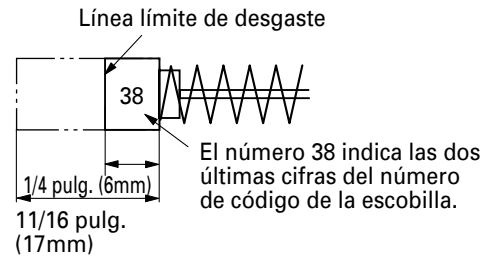 Línea límite de desgaste
38
El número 38 indica las dos
últimas cifras del número
de código de la escobilla.
1/4 pulg. (6mm)
11/16 pulg.
(17mm)